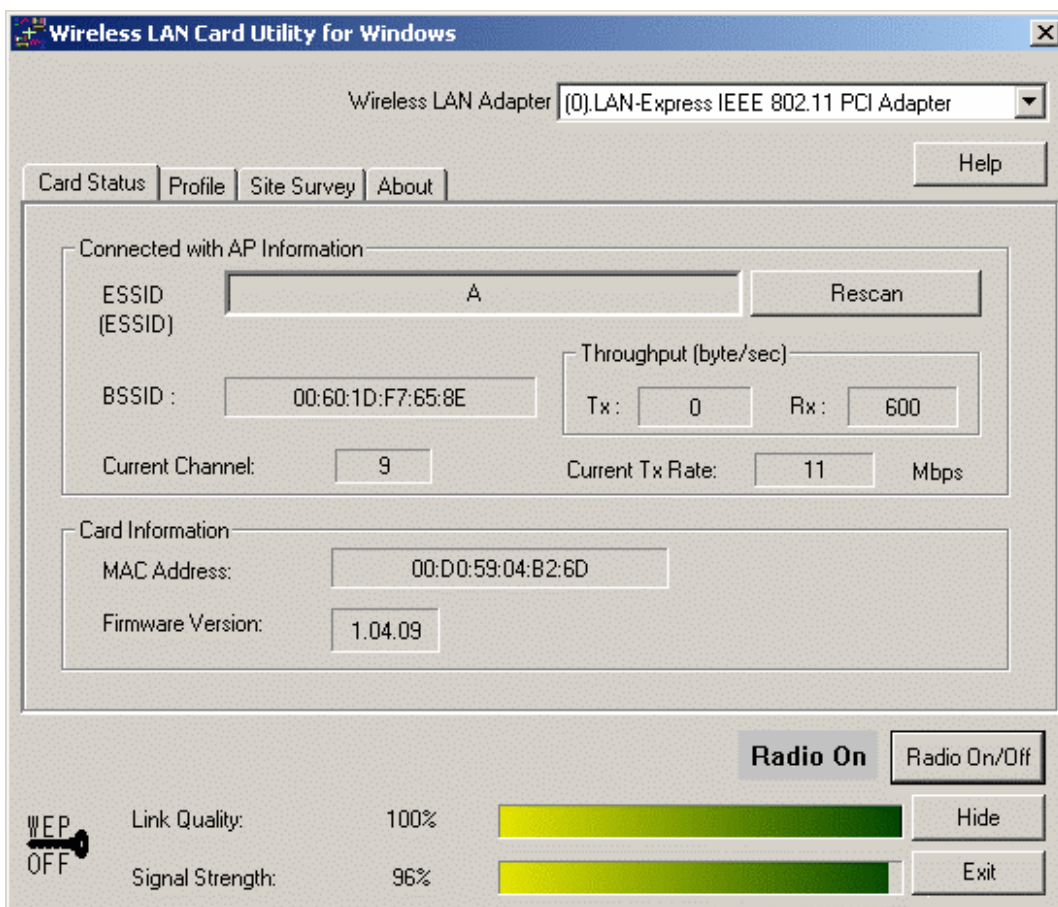 Wireless LAN Card Utility for Windows
Wireless LAN Adapter (0).LAN-Express IEEE 802.11 PCI Adapter
Help
Card Status Profile Site Survey About
Connected with AP Information
ESSID A Rescan
(ESSID)
Throughput (byte/sec)
BSSID : 00:60:1D:F7:65:8E Tx : 0 Rx : 600
Current Channel: 9 Current Tx Rate: 11 Mbps
Card Information
MAC Address: 00:D0:59:04:B2:6D
Firmware Version: 1.04.09
Radio On Radio On/Off
WEP OFF
Link Quality: 100% Hide
Signal Strength: 96% Exit